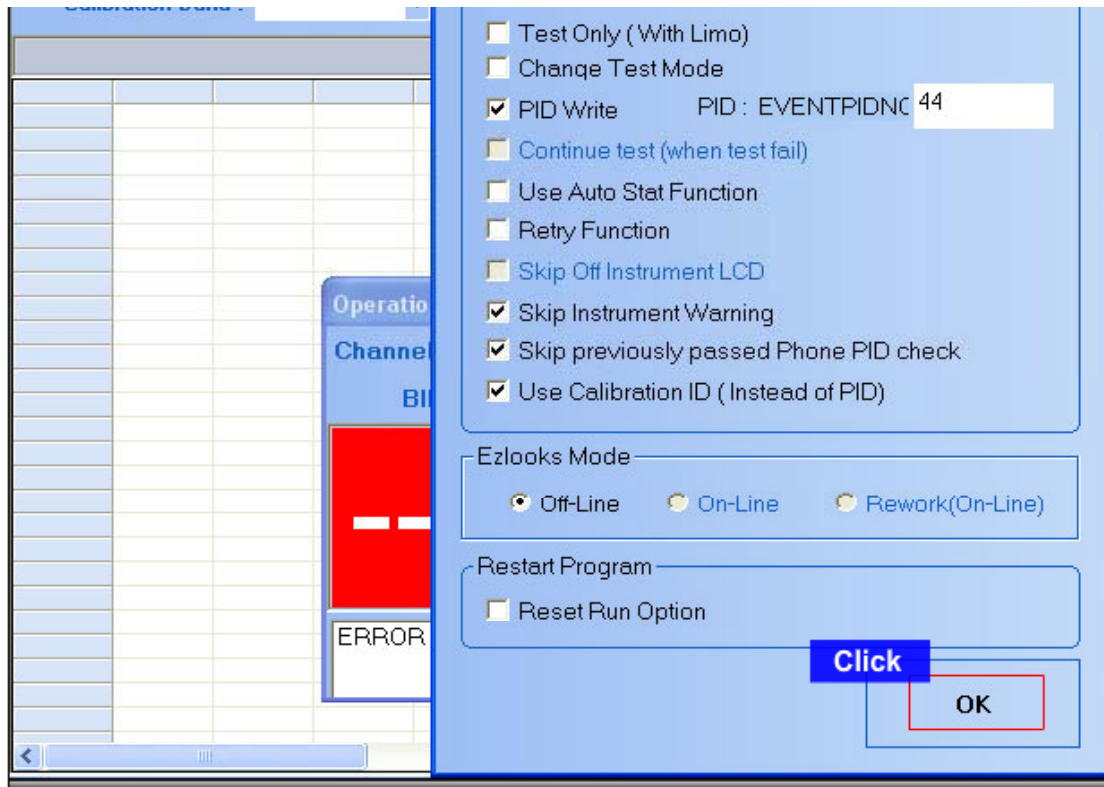 Calibration Band :
Test Only ( With Limo)
Change Test Mode
PID Write PID : EVENTPIDNC 44
Continue test (when test fail)
Use Auto Stat Function
Retry Function
Skip Off Instrument LCD
Skip Instrument Warning
Skip previously passed Phone PID check
Use Calibration ID ( Instead of PID)
Ezlooks Mode
Off-Line On-Line Rework(On-Line)
Restart Program
Reset Run Option
Click
OK
Operatio
Channel
BI
ERROR